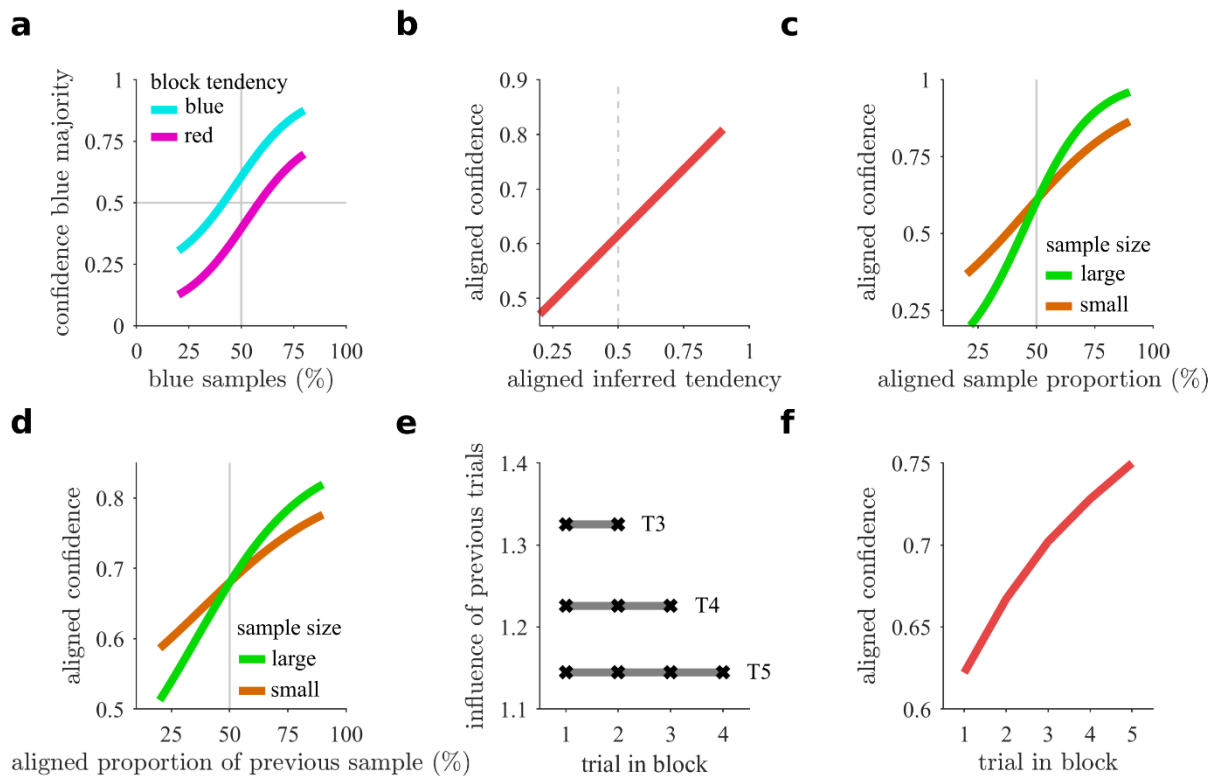 a
confidence blue majority
1
0.75
0.5
0.25
0
block tendency
blue
red
0 25 50 75 100
blue samples (%)
b
aligned confidence
0.9
0.8
0.7
0.6
0.5
0.25 0.5 0.75 1
aligned inferred tendency
c
aligned confidence
1
0.75
0.5
0.25
sample size
large
small
25 50 75 100
aligned sample proportion (%)
d
aligned confidence
0.8
0.7
0.6
0.5
sample size
large
small
25 50 75 100
aligned proportion of previous sample (%)
e
influence of previous trials
1.4
1.3
1.2
1.1
T3
T4
T5
1 2 3 4
trial in block
f
aligned confidence
0.75
0.7
0.65
0.6
1 2 3 4 5
trial in block